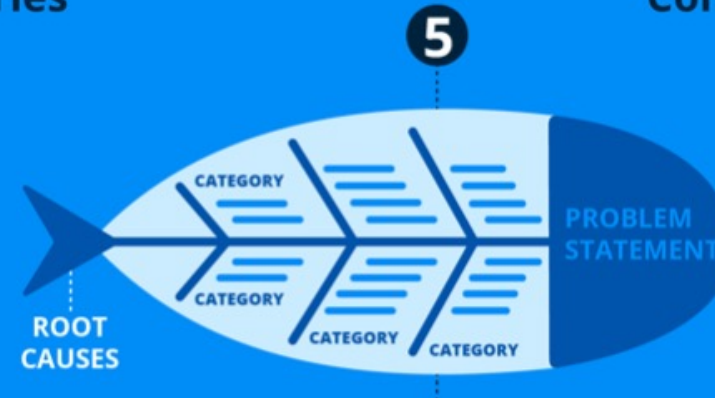 5
CATEGORY
PROBLEM
STATEMENT
CATEGORY
ROOT
CAUSES
CATEGORY
CATEGORY